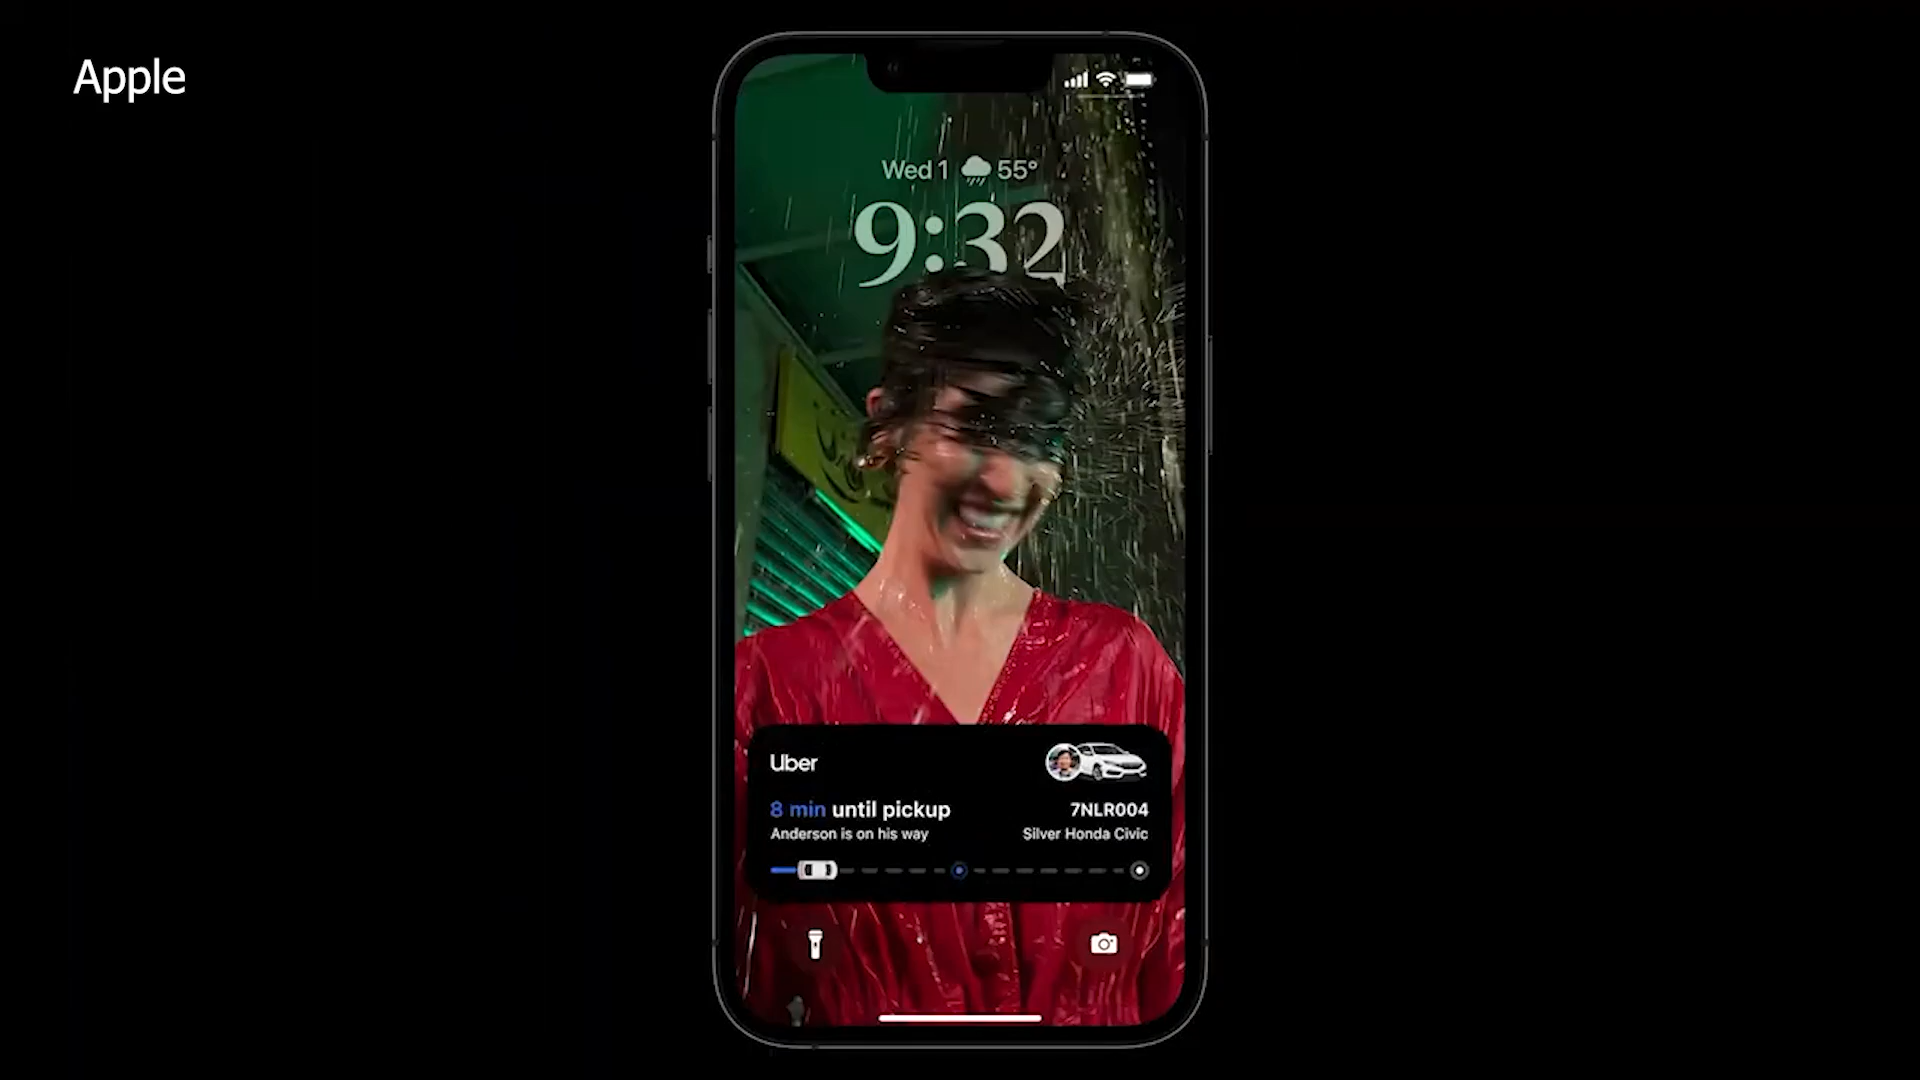 Apple
Wed 1 55°
9:32
Uber
8 min until pickup
7NLR004
Anderson is on his way
Silver Honda Civic